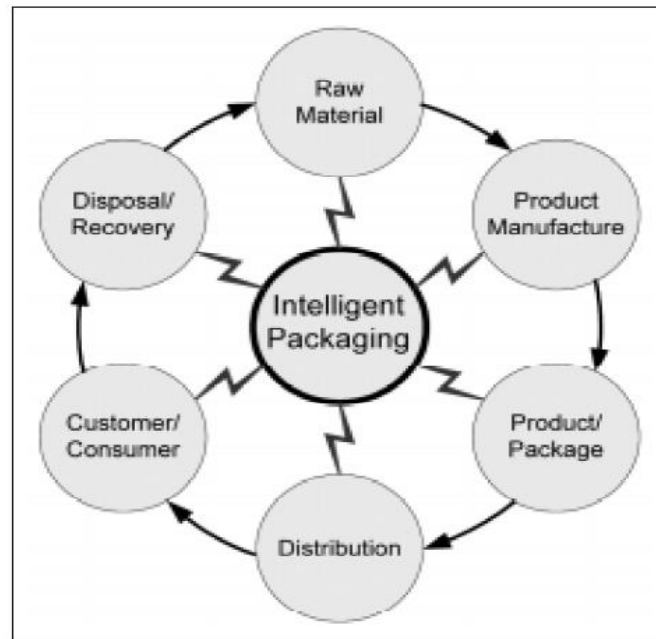 Raw
Material
Product
Manufacture
Product/
Package
Distribution
Customer/
Consumer
Disposal/
Recovery
Intelligent
Packaging